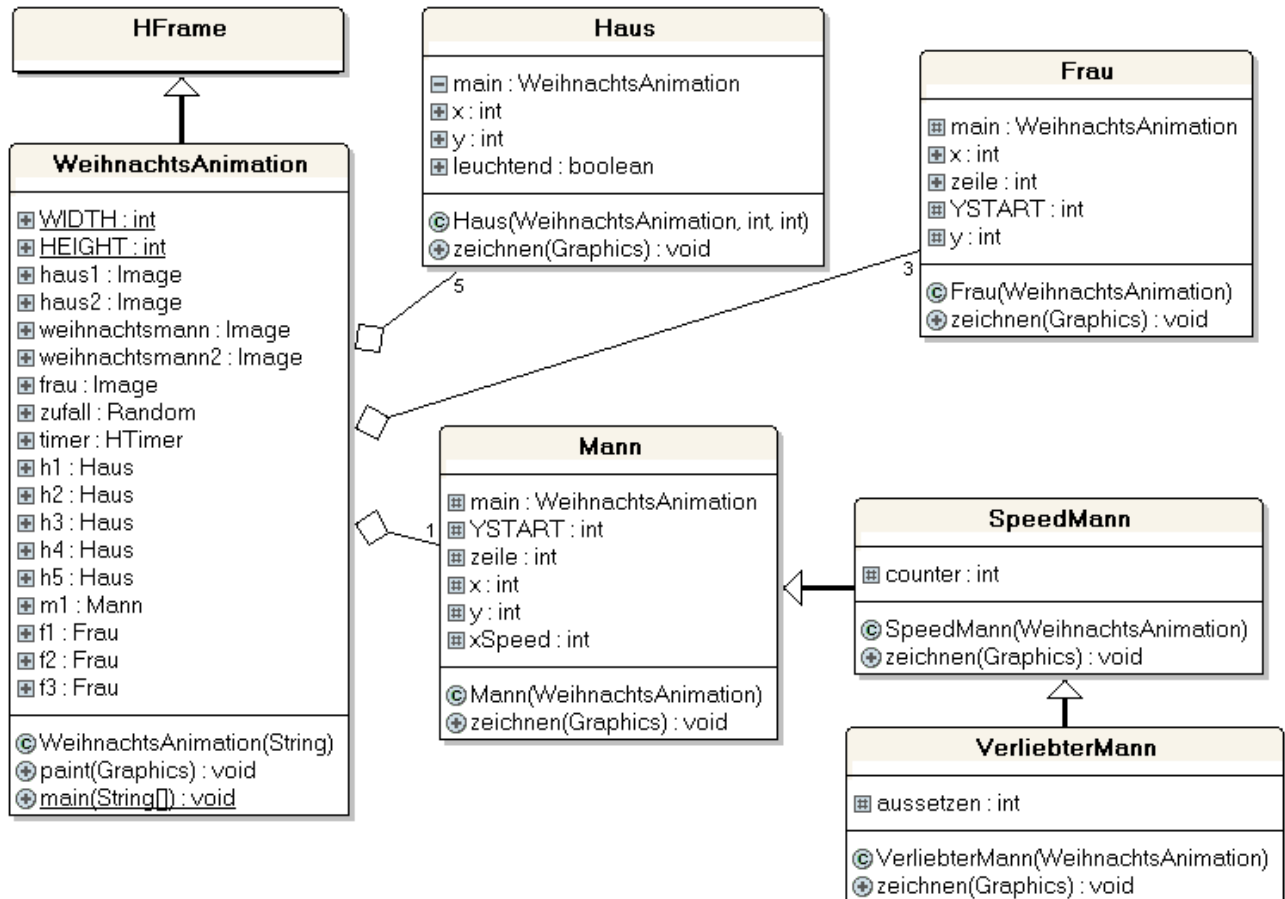 HFrame
WeihnachtsAnimation
WIDTH : int
HEIGHT : int
haus1 : Image
haus2 : Image
weihnachtsmann : Image
weihnachtsmann2 : Image
frau : Image
zufall : Random
timer : HTimer
h1 : Haus
h2 : Haus
h3 : Haus
h4 : Haus
h5 : Haus
m1 : Mann
f1 : Frau
f2 : Frau
f3 : Frau
WeihnachtsAnimation(String)
paint(Graphics) : void
main(String[]) : void
Haus
main : WeihnachtsAnimation
x : int
y : int
leuchtend : boolean
Haus(WeihnachtsAnimation, int, int)
zeichnen(Graphics) : void
5
Frau
main : WeihnachtsAnimation
x : int
zeile : int
YSTART : int
y : int
Frau(WeihnachtsAnimation)
zeichnen(Graphics) : void
3
Mann
main : WeihnachtsAnimation
YSTART : int
zeile : int
x : int
y : int
xSpeed : int
Mann(WeihnachtsAnimation)
zeichnen(Graphics) : void
1
SpeedMann
counter : int
SpeedMann(WeihnachtsAnimation)
zeichnen(Graphics) : void
VerliebterMann
aussetzen : int
VerliebterMann(WeihnachtsAnimation)
zeichnen(Graphics) : void